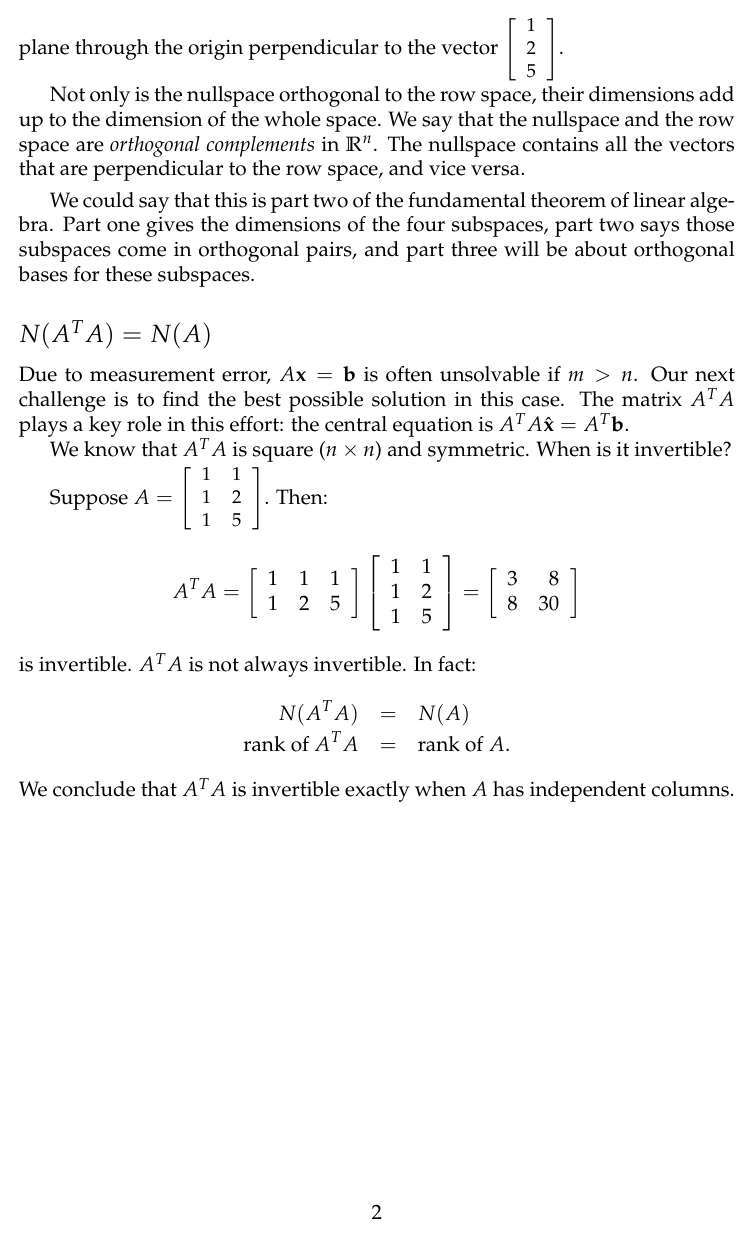 plane through the origin perpendicular to the vector [ 1 2 5 ].
Not only is the nullspace orthogonal to the row space, their dimensions add
up to the dimension of the whole space. We say that the nullspace and the row
space are orthogonal complements in ℝⁿ. The nullspace contains all the vectors
that are perpendicular to the row space, and vice versa.
We could say that this is part two of the fundamental theorem of linear alge-
bra. Part one gives the dimensions of the four subspaces, part two says those
subspaces come in orthogonal pairs, and part three will be about orthogonal
bases for these subspaces.
N(AᵀA) = N(A)
Due to measurement error, Ax = b is often unsolvable if m > n. Our next
challenge is to find the best possible solution in this case. The matrix AᵀA
plays a key role in this effort: the central equation is AᵀAx̂ = Aᵀb.
We know that AᵀA is square (n × n) and symmetric. When is it invertible?
Suppose A = [ 1 1 1 2 1 5 ]. Then:
AᵀA = [ 1 1 1 1 2 5 ] [ 1 1 1 2 1 5 ] = [ 3 8 8 30 ]
is invertible. AᵀA is not always invertible. In fact:
N(AᵀA) = N(A)
rank of AᵀA = rank of A.
We conclude that AᵀA is invertible exactly when A has independent columns.
2